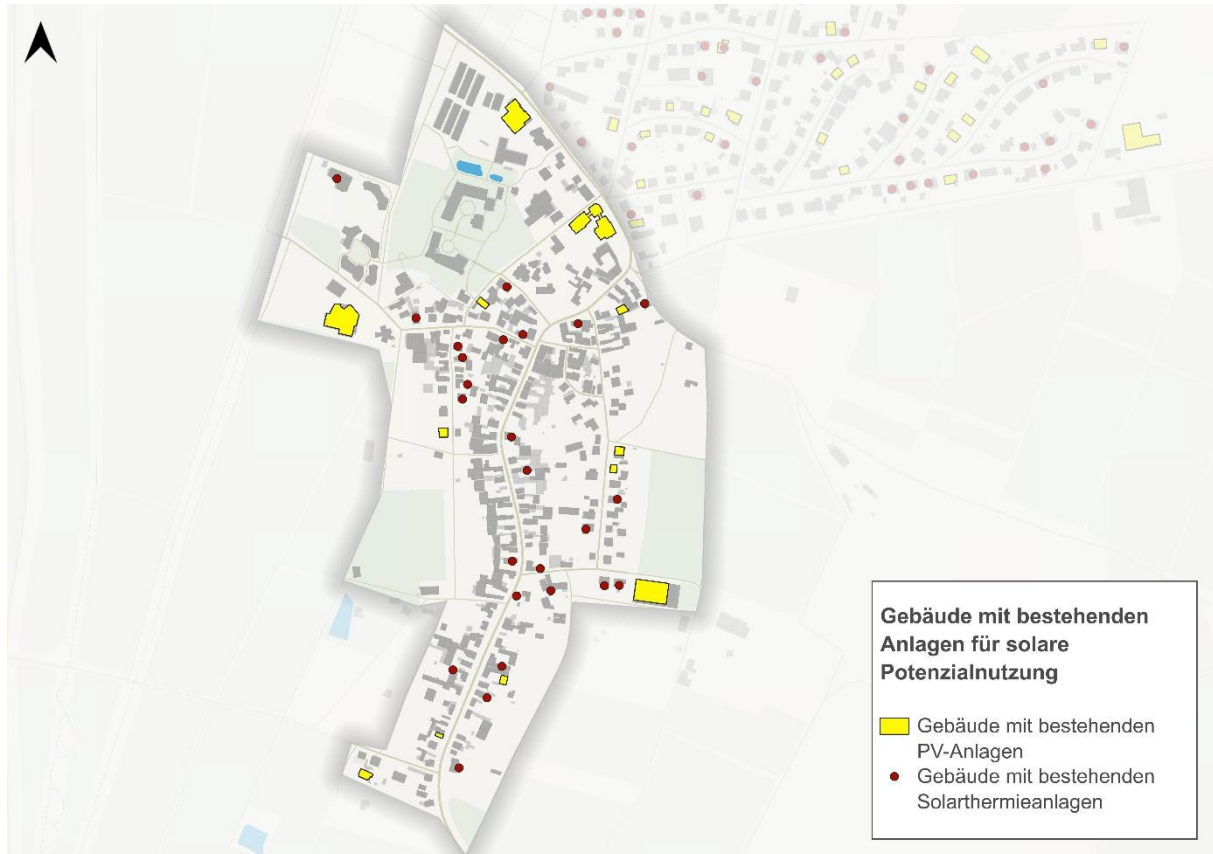 Gebäude mit bestehenden
Anlagen für solare
Potenzialnutzung
Gebäude mit bestehenden
PV-Anlagen
Gebäude mit bestehenden
Solarthermieanlagen